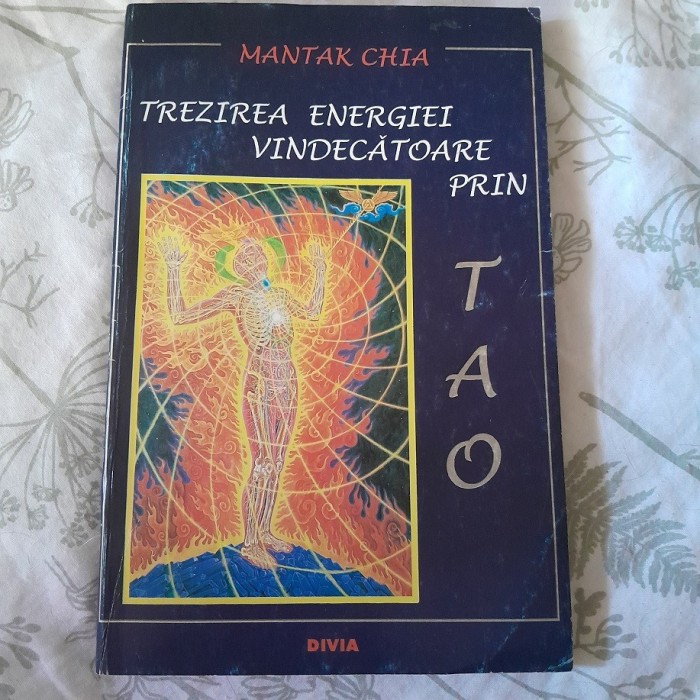 MANTAK CHIA
TREZIREA ENERGIEI
VINDECĂTOARE
PRIN
T
A
O
DIVIA